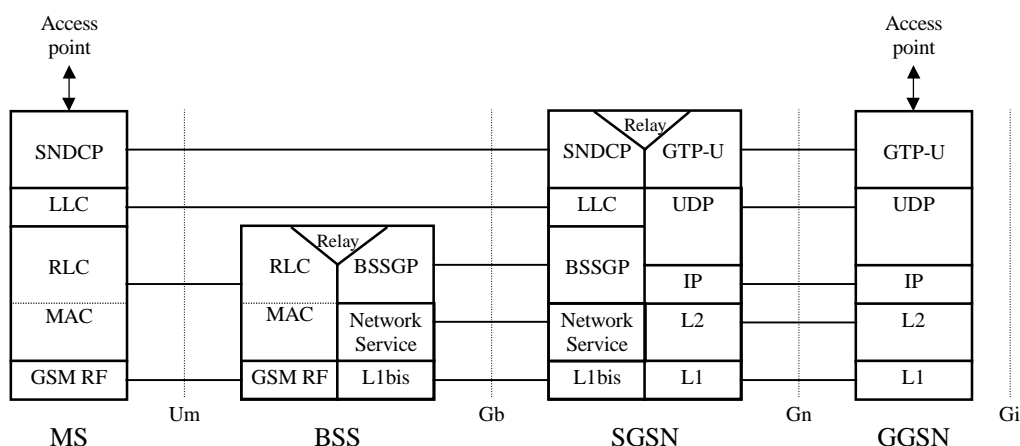 Access
point
Access
point
SNDCP
Relay
SNDCP
GTP-U
GTP-U
LLC
LLC
UDP
UDP
Relay
RLC
RLC
BSSGP
BSSGP
IP
IP
MAC
MAC
Network
Service
Network
Service
L2
L2
GSM RF
GSM RF
L1bis
L1bis
L1
L1
Um
Gb
Gn
Gi
MS
BSS
SGSN
GGSN